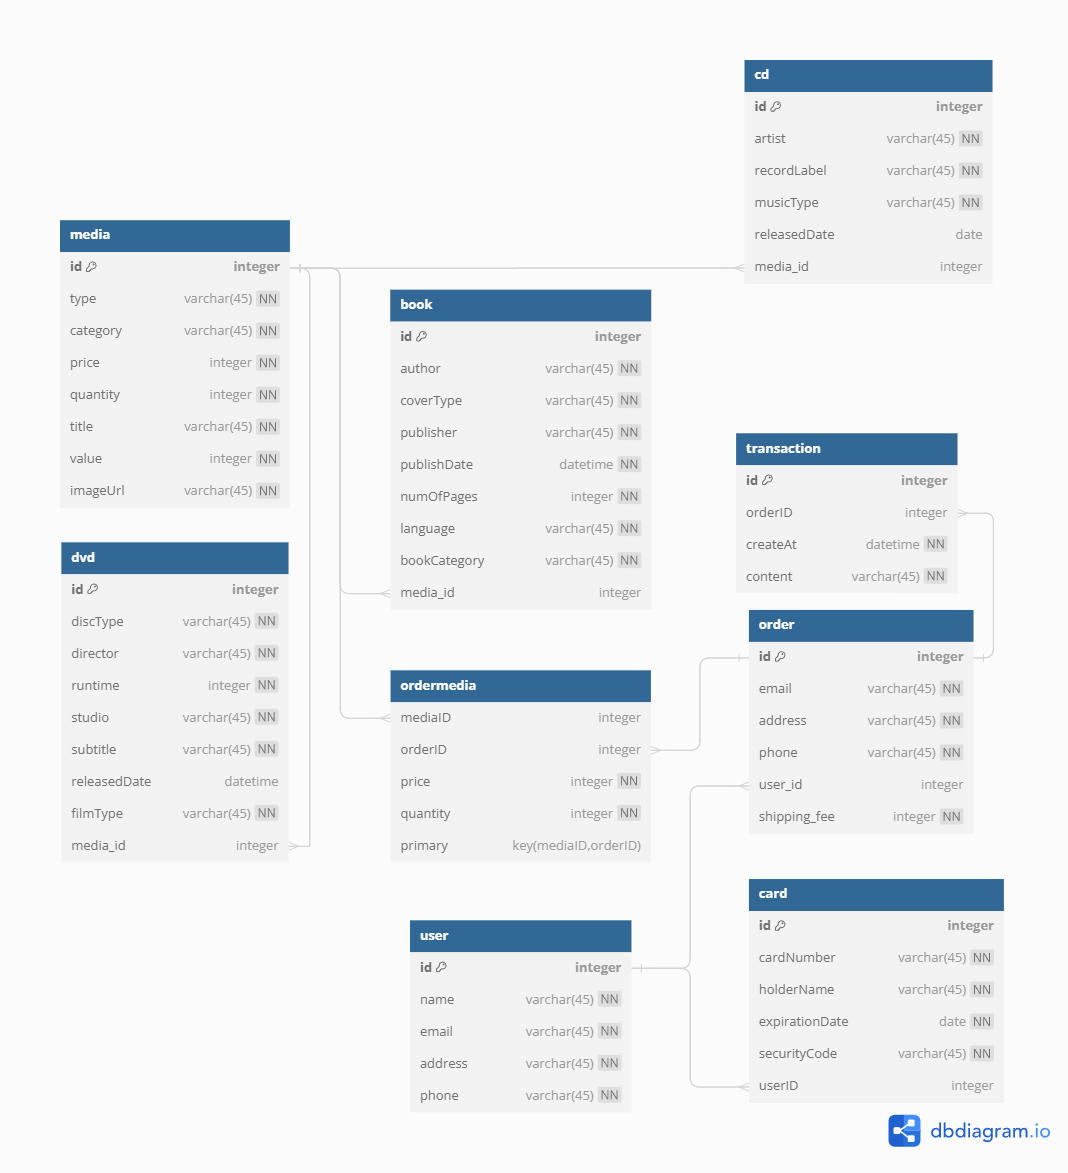 cd
id integer
artist varchar(45) NN
recordLabel varchar(45) NN
musicType varchar(45) NN
releasedDate date
media_id integer
media
id integer
type varchar(45) NN
category varchar(45) NN
price integer NN
quantity integer NN
title varchar(45) NN
value integer NN
imageUrl varchar(45) NN
book
id integer
author varchar(45) NN
coverType varchar(45) NN
publisher varchar(45) NN
publishDate datetime NN
numOfPages integer NN
language varchar(45) NN
bookCategory varchar(45) NN
media_id integer
transaction
id integer
orderID integer
createAt datetime NN
content varchar(45) NN
dvd
id integer
discType varchar(45) NN
director varchar(45) NN
runtime integer NN
studio varchar(45) NN
subtitle varchar(45) NN
releasedDate datetime
filmType varchar(45) NN
media_id integer
order
id integer
email varchar(45) NN
address varchar(45) NN
phone varchar(45) NN
user_id integer
shipping_fee integer NN
ordermedia
mediaID integer
orderID integer
price integer NN
quantity integer NN
primary key(mediaID,orderID)
card
id integer
cardNumber varchar(45) NN
holderName varchar(45) NN
expirationDate date NN
securityCode varchar(45) NN
userID integer
user
id integer
name varchar(45) NN
email varchar(45) NN
address varchar(45) NN
phone varchar(45) NN
dbdiagram.io